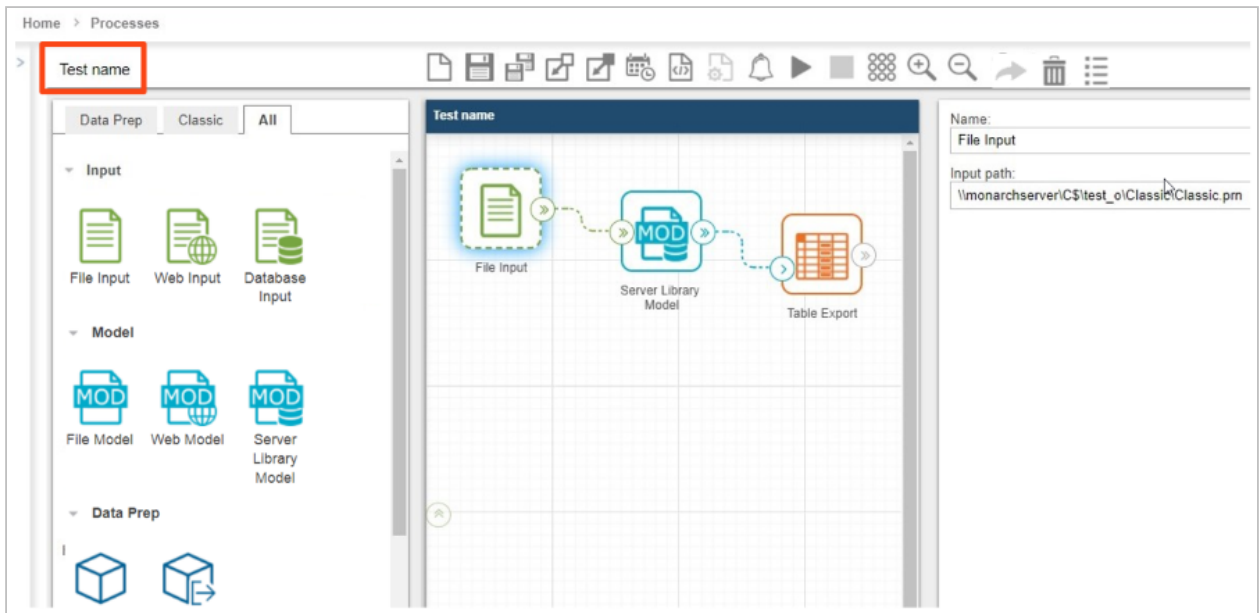 Home > Processes
>
Test name
Data Prep Classic All
Input
File Input Web Input Database
Input
Model
MOD MOD MOD
File Model Web Model Server
Library
Model
Data Prep
Test name
File Input
MOD
Server Library
Model
Table Export
Name:
File Input
Input path:
\\monarchserver\C$\test_o\Classic\Classic.prn